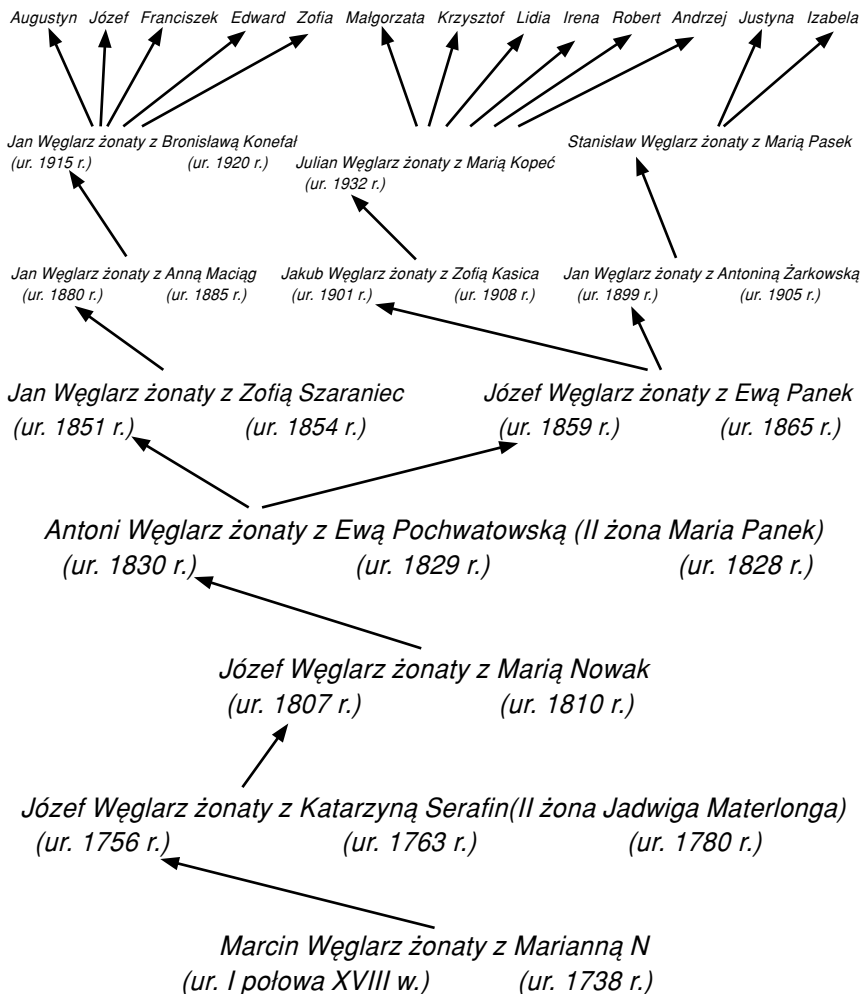 Augustyn Józef Franciszek Edward Zofia Małgorzata Krzysztof Lidia Irena Robert Andrzej Justyna Izabela
Jan Węglarz żonaty z Bronisławą Konefał
(ur. 1915 r.) (ur. 1920 r.)
Julian Węglarz żonaty z Marią Kopeć
(ur. 1932 r.)
Stanisław Węglarz żonaty z Marią Pasek
Jan Węglarz żonaty z Anną Maciąg
(ur. 1880 r.) (ur. 1885 r.)
Jakub Węglarz żonaty z Zofią Kasica
(ur. 1901 r.) (ur. 1908 r.)
Jan Węglarz żonaty z Antoniną Żarkowską
(ur. 1899 r.) (ur. 1905 r.)
Jan Węglarz żonaty z Zofią Szaraniec
(ur. 1851 r.) (ur. 1854 r.)
Józef Węglarz żonaty z Ewą Panek
(ur. 1859 r.) (ur. 1865 r.)
Antoni Węglarz żonaty z Ewą Pochwatowską (II żona Maria Panek)
(ur. 1830 r.) (ur. 1829 r.) (ur. 1828 r.)
Józef Węglarz żonaty z Marią Nowak
(ur. 1807 r.) (ur. 1810 r.)
Józef Węglarz żonaty z Katarzyną Serafin(II żona Jadwiga Materlonga)
(ur. 1756 r.) (ur. 1763 r.) (ur. 1780 r.)
Marcin Węglarz żonaty z Marianną N
(ur. I połowa XVIII w.) (ur. 1738 r.)